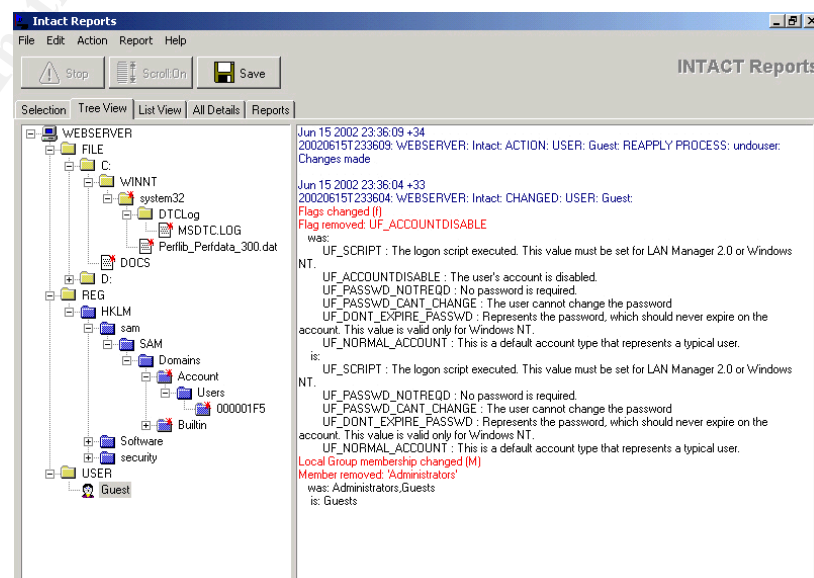 Intact Reports
File Edit Action Report Help
Stop
Scroll:On
Save
INTACT Reports
Selection
Tree View
List View
All Details
Reports
WEBSERVER
FILE
C:
WINNT
system32
DTCLog
MSDTC.LOG
Perflib_Perfdata_300.dat
DOCS
D:
REG
HKLM
sam
SAM
Domains
Account
Users
000001F5
Builtin
Software
security
USER
Guest
Jun 15 2002 23:36:09 +34
20020615T233609: WEBSERVER: Intact: ACTION: USER: Guest: REAPPLY PROCESS: undouser:
Changes made
Jun 15 2002 23:36:04 +33
20020615T233604: WEBSERVER: Intact: CHANGED: USER: Guest:
Flags changed (f)
Flag removed: UF_ACCOUNTDISABLE
was:
UF_SCRIPT : The logon script executed. This value must be set for LAN Manager 2.0 or Windows
NT.
UF_ACCOUNTDISABLE : The user's account is disabled.
UF_PASSWD_NOTREQD : No password is required.
UF_PASSWD_CANT_CHANGE : The user cannot change the password
UF_DONT_EXPIRE_PASSWD : Represents the password, which should never expire on the
account. This value is valid only for Windows NT.
UF_NORMAL_ACCOUNT : This is a default account type that represents a typical user.
is:
UF_SCRIPT : The logon script executed. This value must be set for LAN Manager 2.0 or Windows
NT.
UF_PASSWD_NOTREQD : No password is required.
UF_PASSWD_CANT_CHANGE : The user cannot change the password
UF_DONT_EXPIRE_PASSWD : Represents the password, which should never expire on the
account. This value is valid only for Windows NT.
UF_NORMAL_ACCOUNT : This is a default account type that represents a typical user.
Local Group membership changed (M)
Member removed: 'Administrators'
was: Administrators,Guests
is: Guests